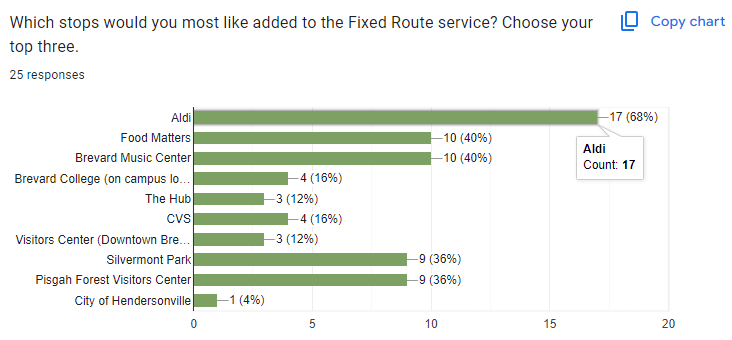 Which stops would you most like added to the Fixed Route service? Choose your
top three.
Copy chart
25 responses
Aldi 17 (68%)
Food Matters 10 (40%)
Brevard Music Center 10 (40%)
Aldi
Count: 17
Brevard College (on campus lo... 4 (16%)
The Hub 3 (12%)
CVS 4 (16%)
Visitors Center (Downtown Bre... 3 (12%)
Silvermont Park 9 (36%)
Pisgah Forest Visitors Center 9 (36%)
City of Hendersonville 1 (4%)
0 5 10 15 20